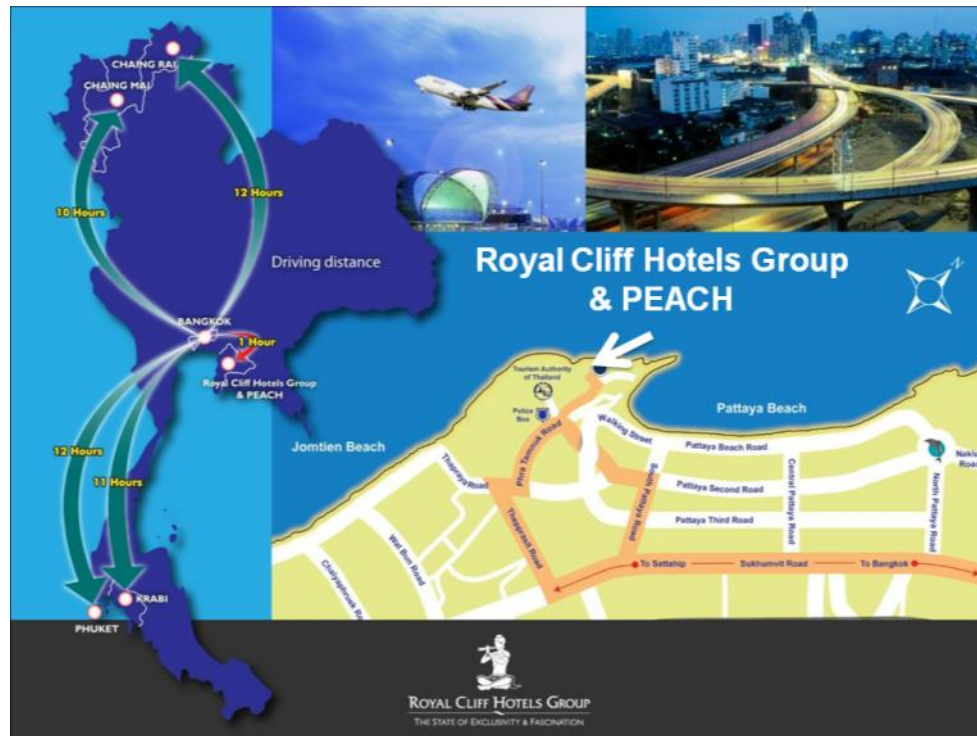 CHAING RAI
CHAING MAI
12 Hours
10 Hours
Driving distance
BANGKOK
1 Hour
Royal Cliff Hotels Group
& PEACH
12 Hours
11 Hours
KRABI
PHUKET
Royal Cliff Hotels Group
& PEACH
N
Tourism Authority
of Thailand
Police
Box
Walking Street
Pattaya Beach
Jomtien Beach
Phra Tamnuk Road
Pattaya Beach Road
Thapraya Road
South Pattaya Road
Central Pattaya Road
North Pattaya Road
Pattaya Second Road
Pattaya Third Road
Thepprasit Road
Wat Bun Road
To Sattahip
Sukhumvit Road
To Bangkok
ROYAL CLIFF HOTELS GROUP
THE STATE OF EXCLUSIVITY & FASCINATION